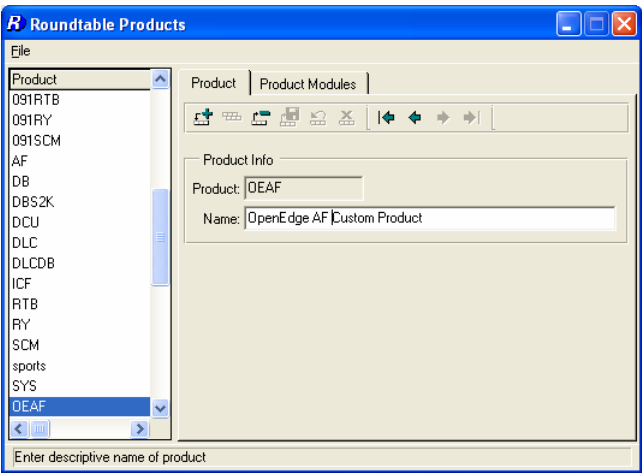 Roundtable Products
File
Product
091RTB
091RY
091SCM
AF
DB
DBS2K
DCU
DLC
DLCDB
ICF
RTB
RY
SCM
sports
SYS
OEAF
Product Product Modules
Product Info
Product: OEAF
Name: OpenEdge AF Custom Product
Enter descriptive name of product